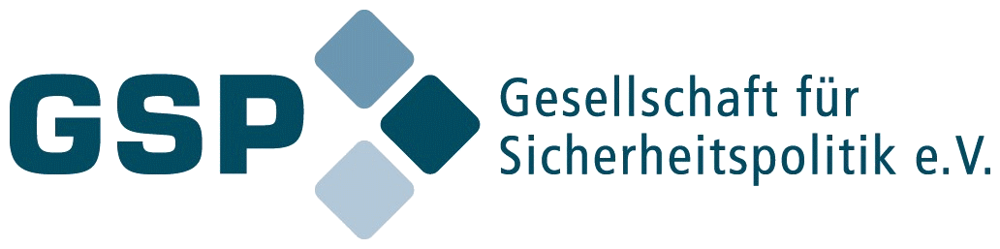 GSP
Gesellschaft für
Sicherheitspolitik e.V.